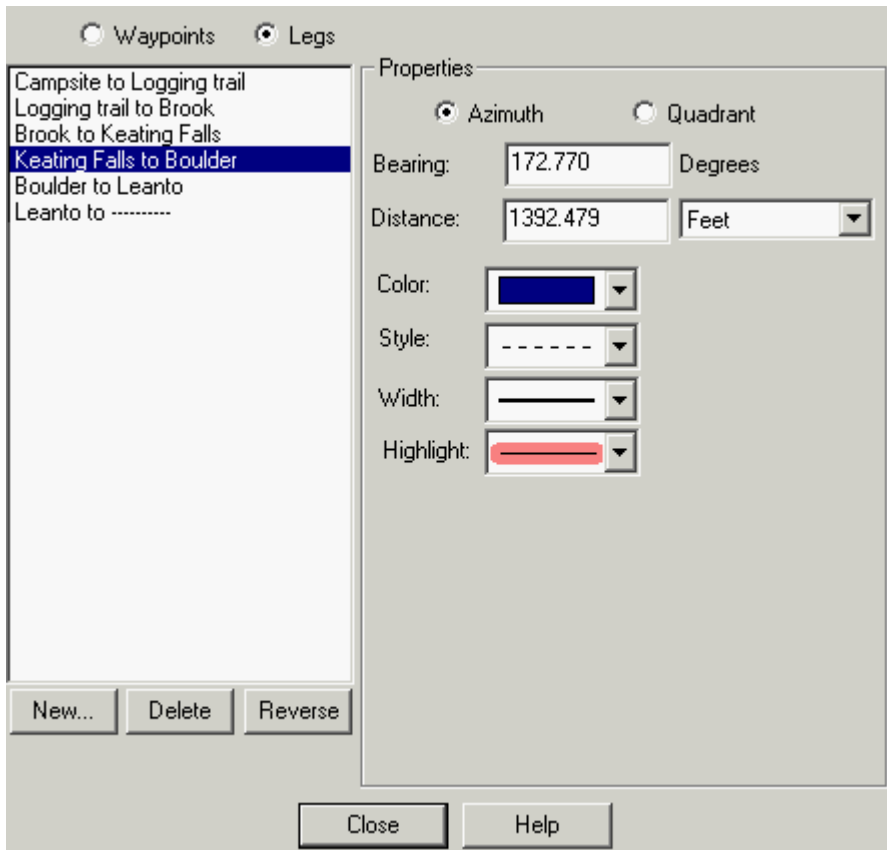 Waypoints Legs
Campsite to Logging trail
Logging trail to Brook
Brook to Keating Falls
Keating Falls to Boulder
Boulder to Leanto
Leanto to ----------
New... Delete Reverse
Properties
Azimuth Quadrant
Bearing: 172.770 Degrees
Distance: 1392.479 Feet
Color:
Style:
Width:
Highlight:
Close Help